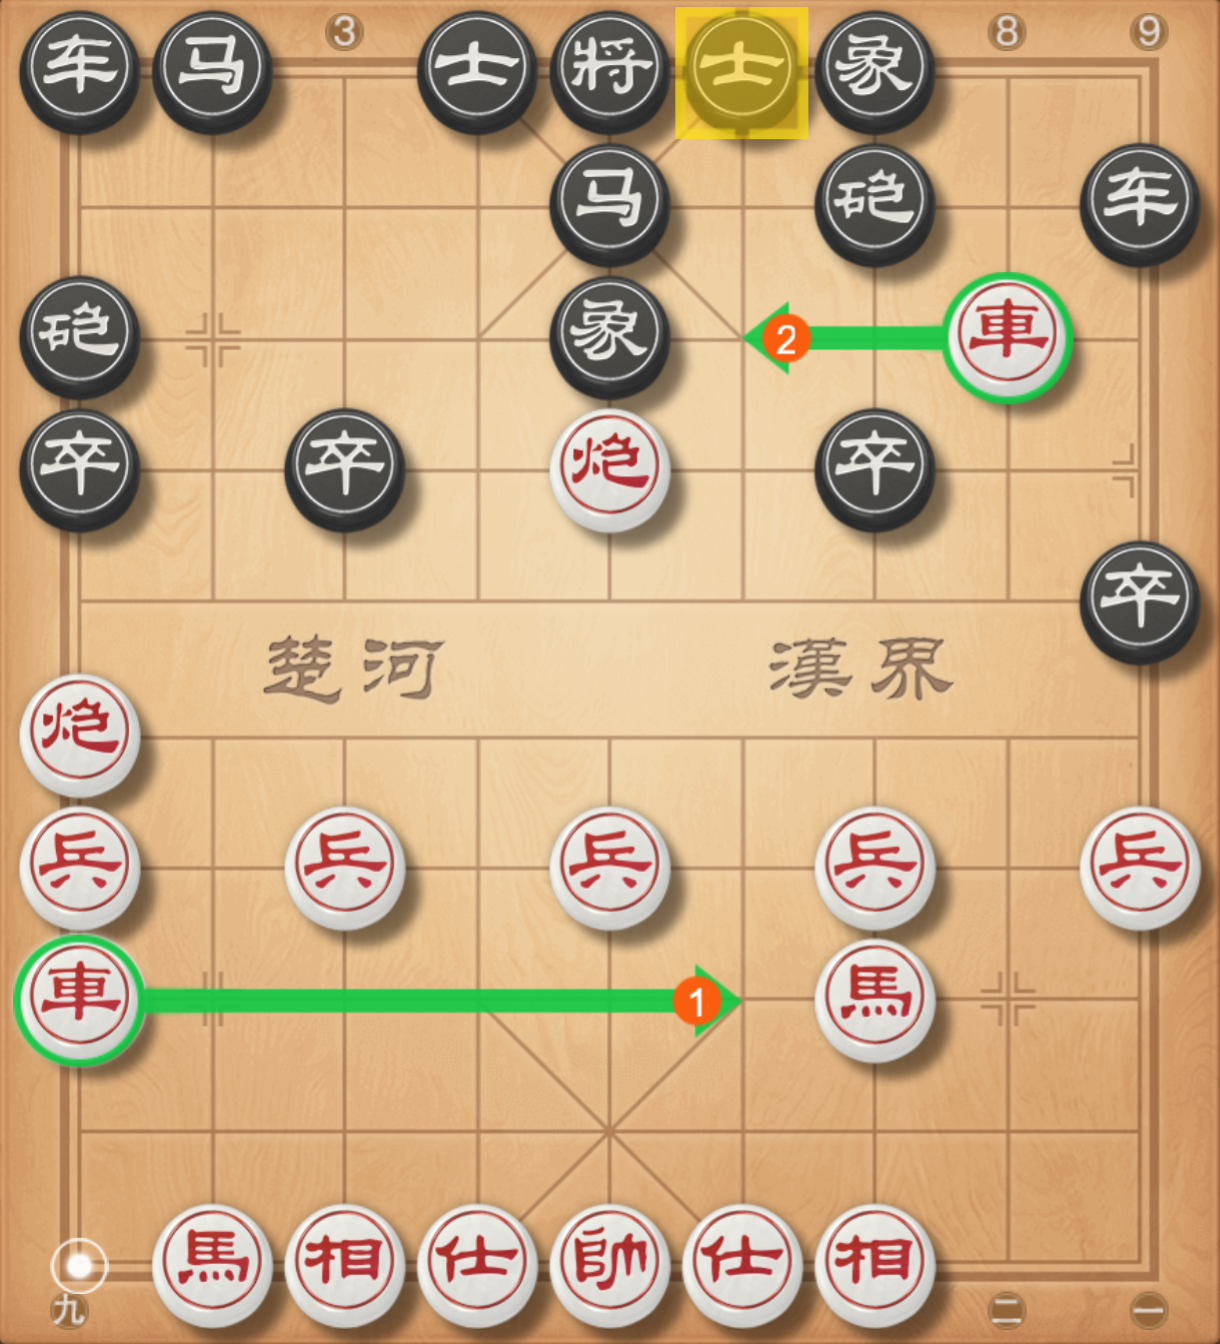 3 8 9
车 马 士 将 士 象
马 砲 车
砲 象 2 車
卒 卒 炮 卒
卒
楚河 漢界
炮
兵 兵 兵 兵 兵
車 1 馬
馬 相 仕 帥 仕 相
九 二 一